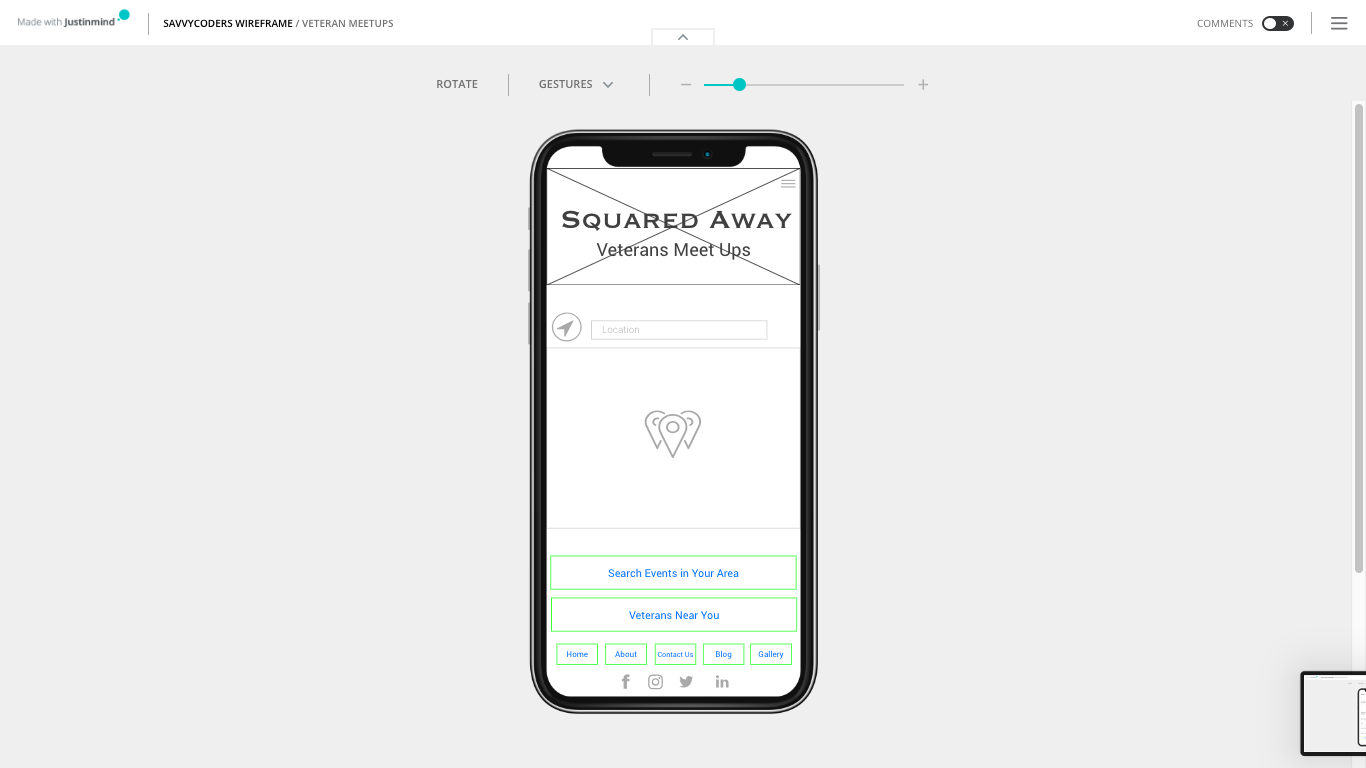 Made with Justinmind
SAVVYCODERS WIREFRAME / VETERAN MEETUPS
COMMENTS
ROTATE
GESTURES
SQUARED AWAY
Veterans Meet Ups
Location
Search Events in Your Area
Veterans Near You
Home
About
Contact Us
Blog
Gallery